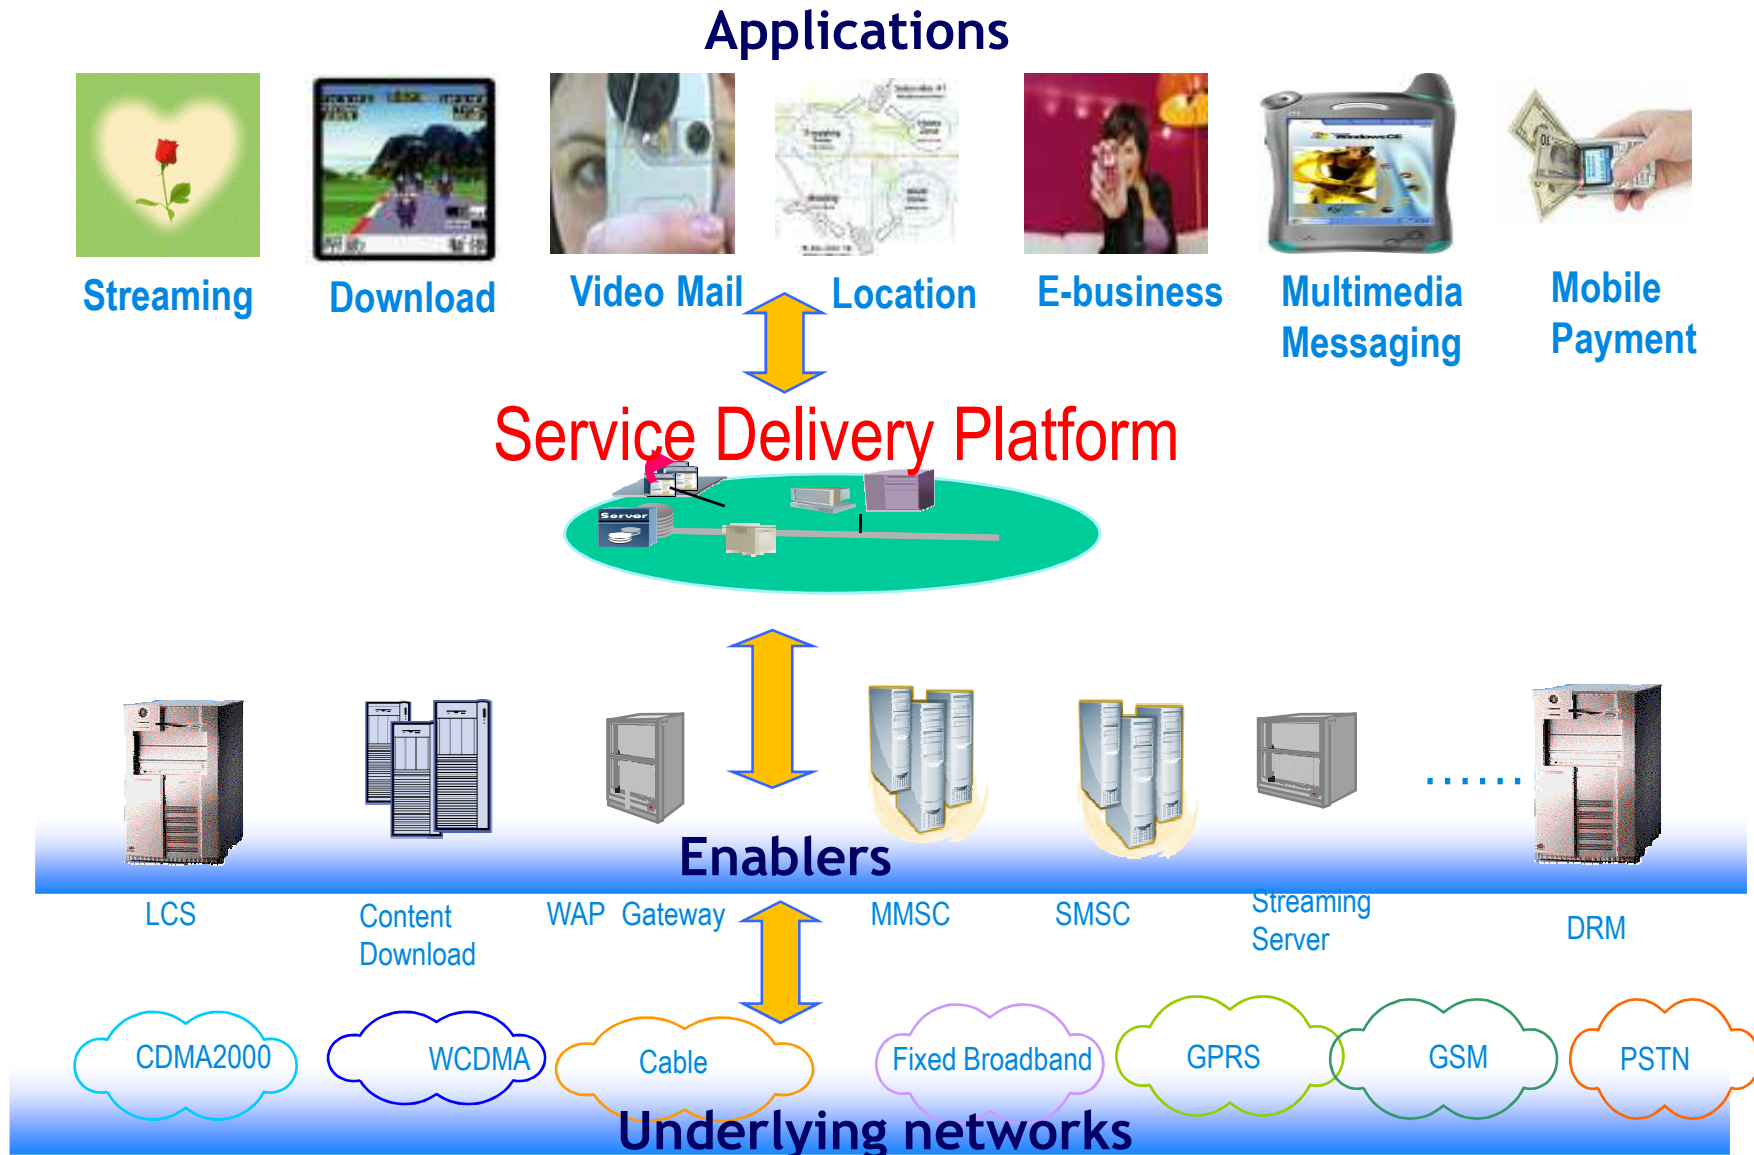 Applications
Streaming
Download
Video Mail
Location
E-business
Multimedia
Messaging
Mobile
Payment
Service Delivery Platform
Server
Enablers
LCS
Content
Download
WAP Gateway
MMSC
SMSC
Streaming
Server
......
DRM
CDMA2000
WCDMA
Cable
Fixed Broadband
GPRS
GSM
PSTN
Underlying networks